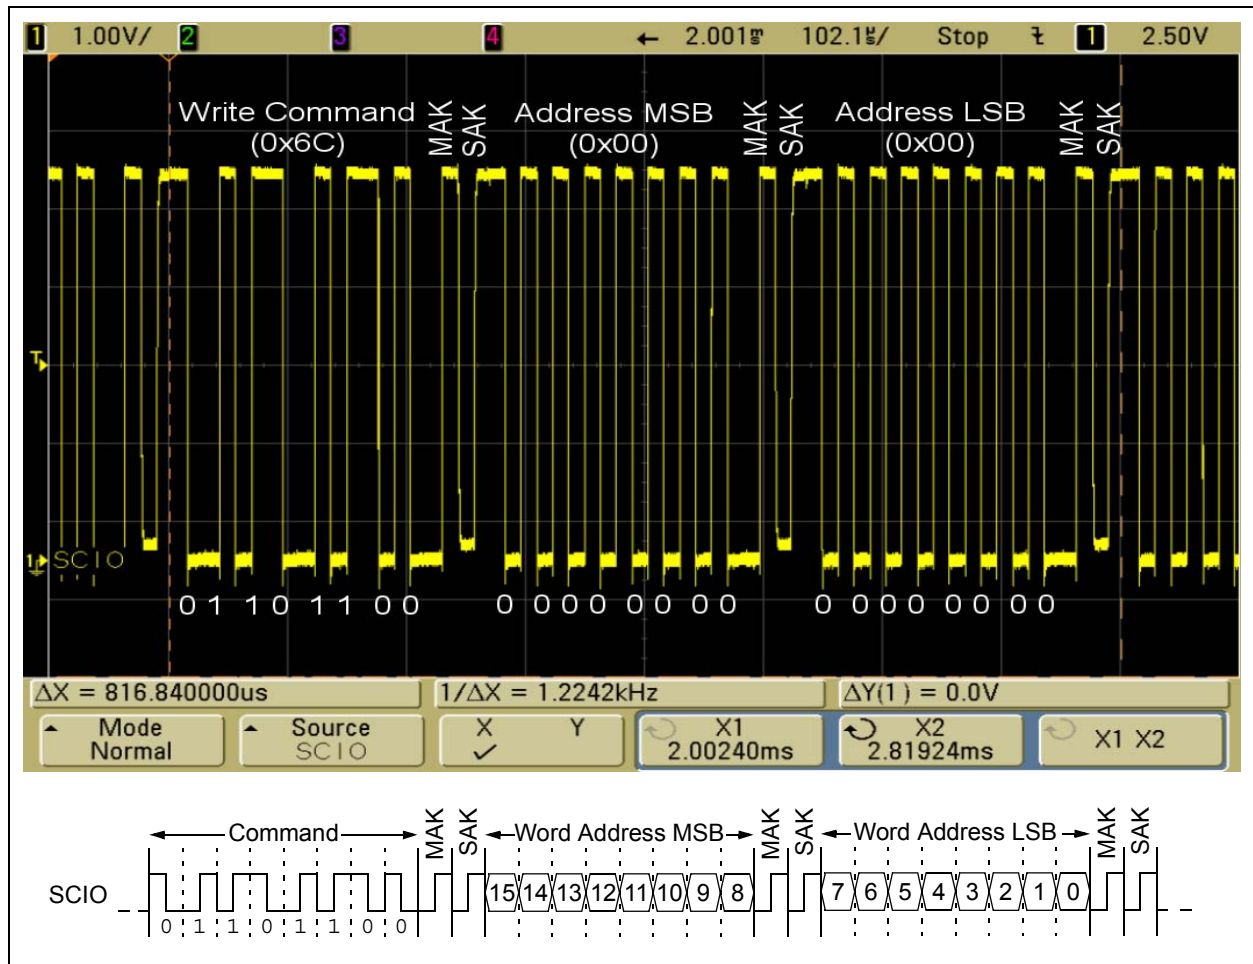 1 1.00V/ 2 3 4 ← 2.001 m/s 102.1 µs/ Stop 1 2.50V
Write Command MAK SAK Address MSB MAK SAK Address LSB MAK SAK
(0x6C) (0x00) (0x00)
T
1 SCIO
0 1 1 0 1 1 0 0 0 0 0 0 0 0 0 0 0 0 0 0 0 0 0 0
ΔX = 816.840000us 1/ΔX = 1.2242kHz ΔY(1) = 0.0V
Mode Source X Y X1 X2 X1 X2
Normal SCIO ✓ 2.00240ms 2.81924ms
Command MAK SAK Word Address MSB MAK SAK Word Address LSB MAK SAK
SCIO 15 14 13 12 11 10 9 8 7 6 5 4 3 2 1 0
0 1 1 0 1 1 0 0